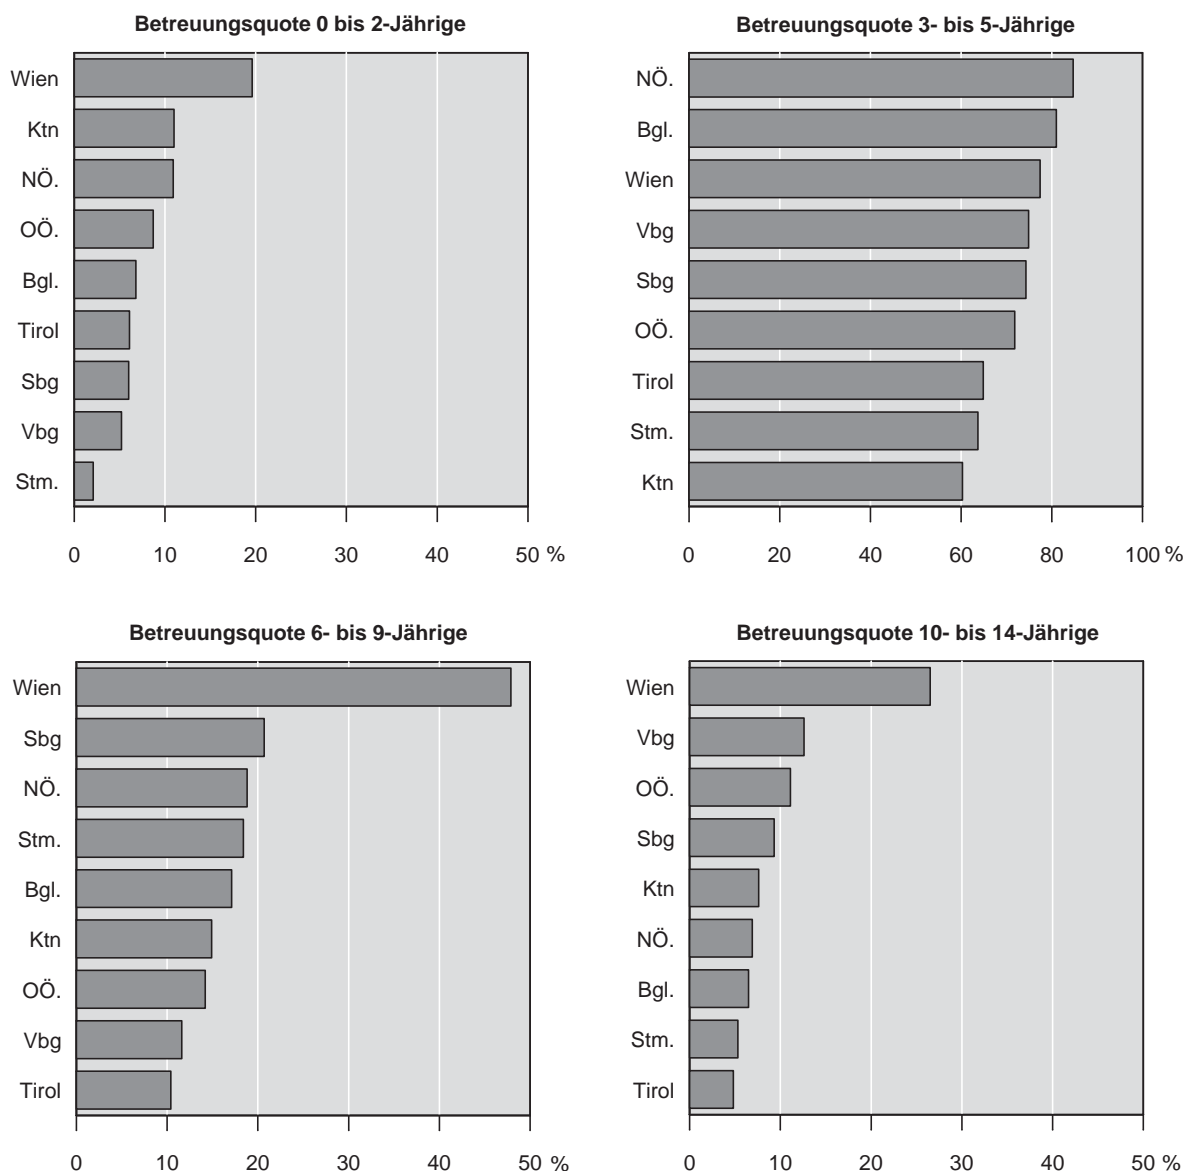 Betreuungsquote 0 bis 2-Jährige
Wien
Ktn
NÖ.
OÖ.
Bgl.
Tirol
Sbg
Vbg
Stm.
0 10 20 30 40 50 %
Betreuungsquote 3- bis 5-Jährige
NÖ.
Bgl.
Wien
Vbg
Sbg
OÖ.
Tirol
Stm.
Ktn
0 20 40 60 80 100 %
Betreuungsquote 6- bis 9-Jährige
Wien
Sbg
NÖ.
Stm.
Bgl.
Ktn
OÖ.
Vbg
Tirol
0 10 20 30 40 50 %
Betreuungsquote 10- bis 14-Jährige
Wien
Vbg
OÖ.
Sbg
Ktn
NÖ.
Bgl.
Stm.
Tirol
0 10 20 30 40 50 %